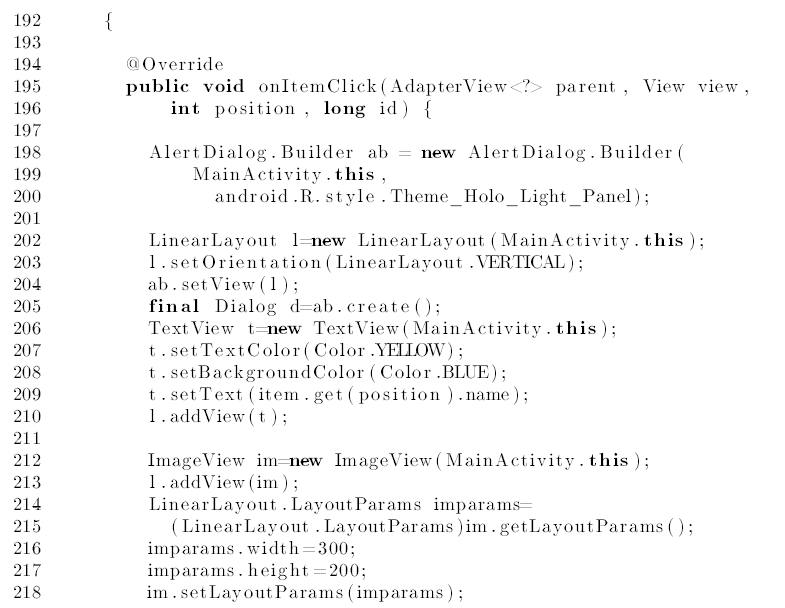 192 {
193
194 @Override
195 public void onItemClick(AdapterView<?> parent, View view,
196 int position, long id) {
197
198 AlertDialog.Builder ab = new AlertDialog.Builder(
199 MainActivity.this,
200 android.R.style.Theme_Holo_Light_Panel);
201
202 LinearLayout l=new LinearLayout(MainActivity.this);
203 l.setOrientation(LinearLayout.VERTICAL);
204 ab.setView(l);
205 final Dialog d=ab.create();
206 TextView t=new TextView(MainActivity.this);
207 t.setTextColor(Color.YELLOW);
208 t.setBackgroundColor(Color.BLUE);
209 t.setText(item.get(position).name);
210 l.addView(t);
211
212 ImageView im=new ImageView(MainActivity.this);
213 l.addView(im);
214 LinearLayout.LayoutParams imparams=
215 (LinearLayout.LayoutParams)im.getLayoutParams();
216 imparams.width=300;
217 imparams.height=200;
218 im.setLayoutParams(imparams);